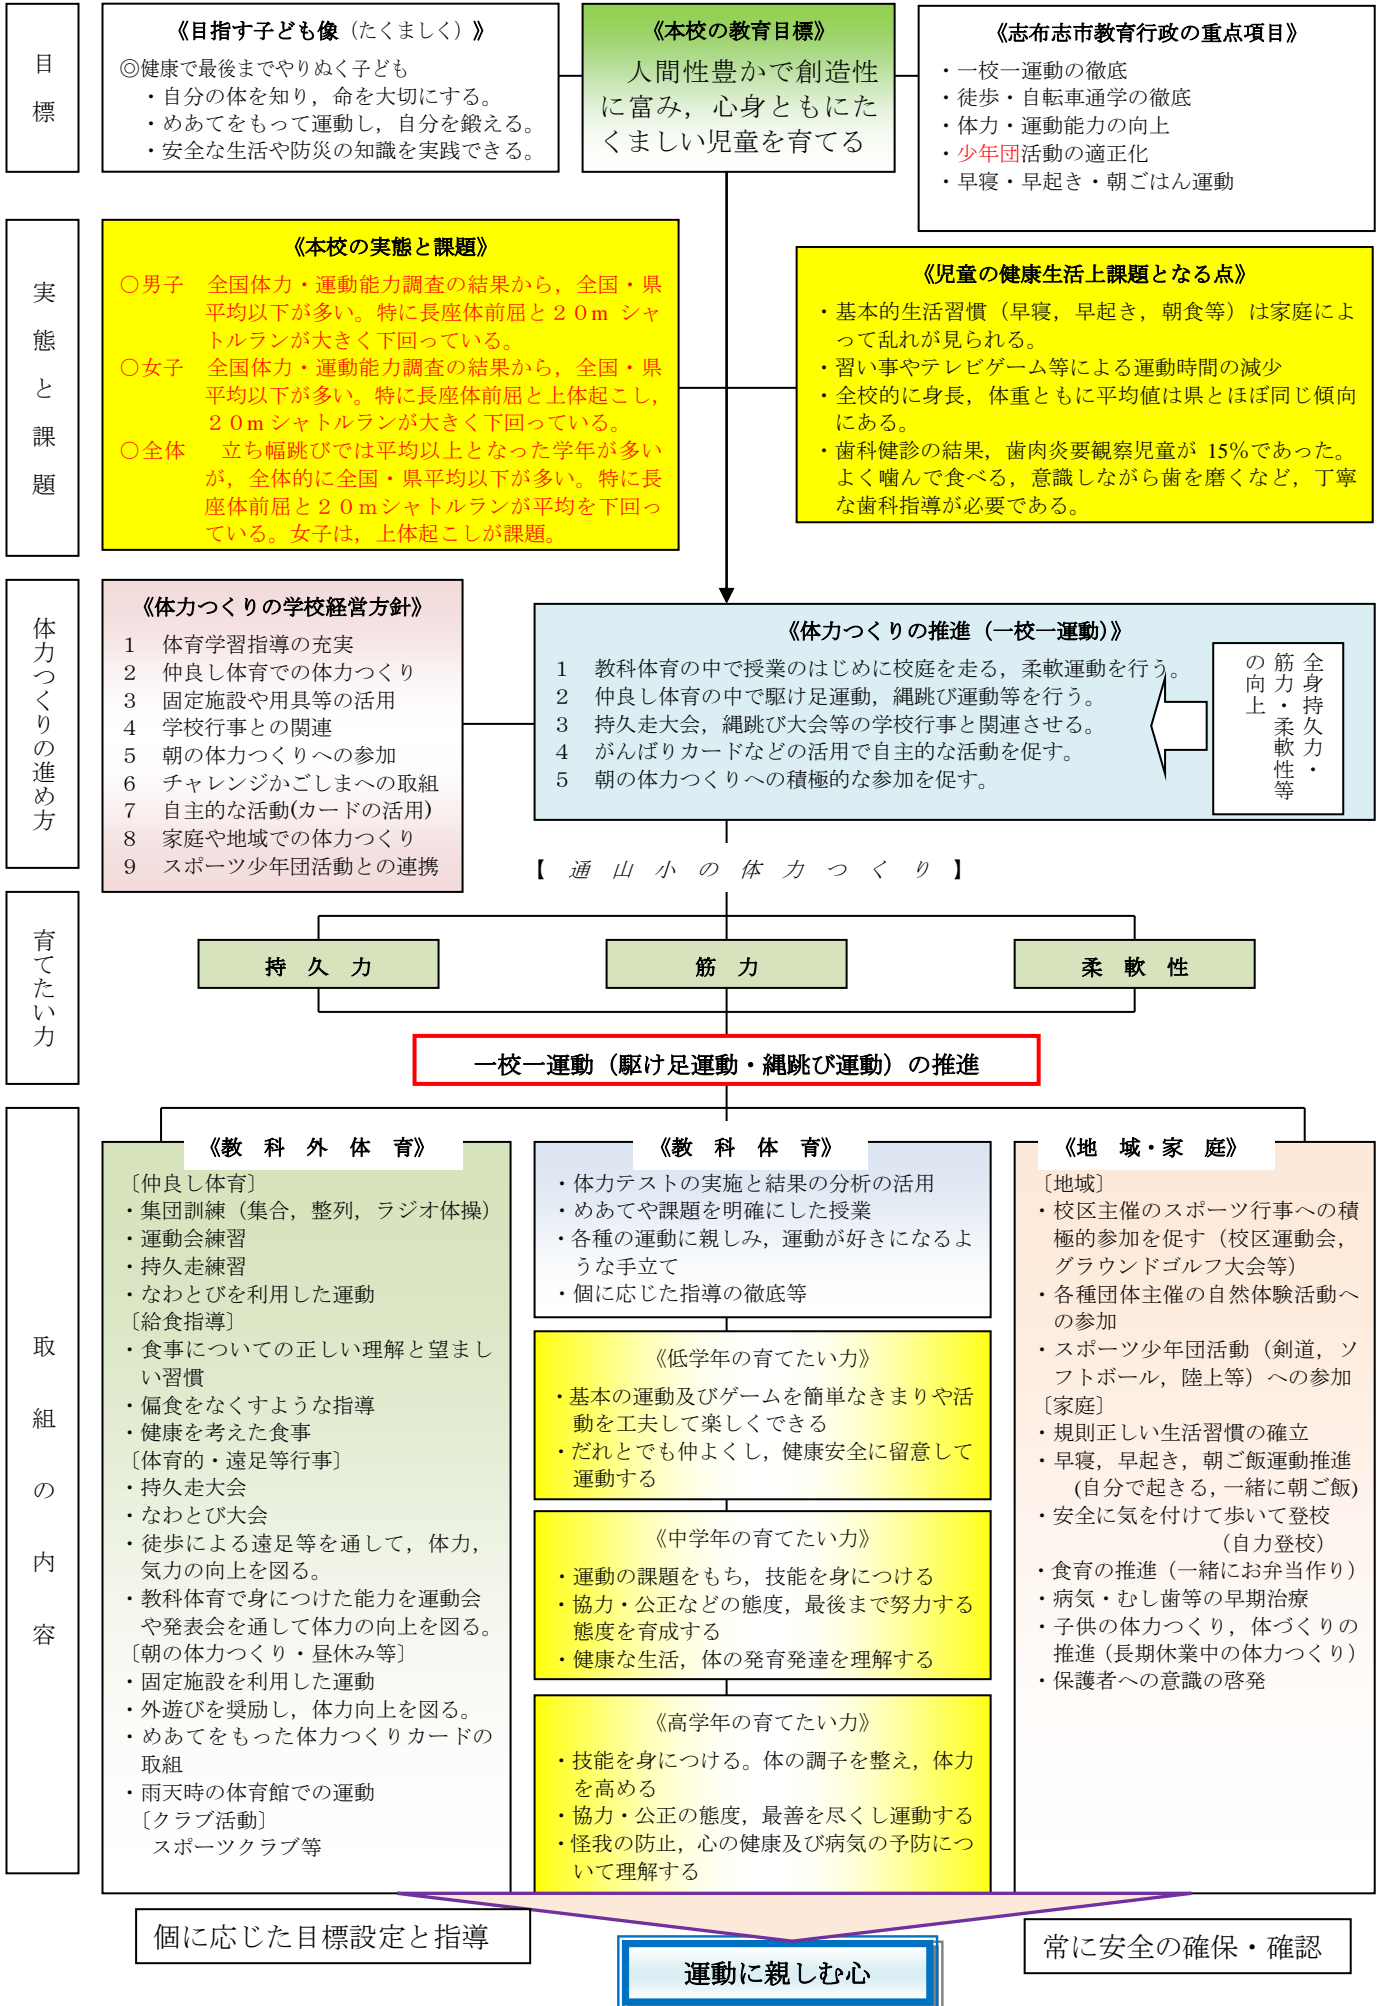 目標
《目指す子ども像（たくましく）》
◎健康で最後までやりぬく子ども
・自分の体を知り，命を大切にする。
・めあてをもって運動し，自分を鍛える。
・安全な生活や防災の知識を実践できる。
《本校の教育目標》
人間性豊かで創造性
に富み，心身ともにた
くましい児童を育てる
《志布志市教育行政の重点項目》
・一校一運動の徹底
・徒歩・自転車通学の徹底
・体力・運動能力の向上
・少年団活動の適正化
・早寝・早起き・朝ごはん運動
実態と課題
《本校の実態と課題》
○男子　全国体力・運動能力調査の結果から，全国・県
平均以下が多い。特に長座体前屈と２０ｍ シャ
トルランが大きく下回っている。
○女子　全国体力・運動能力調査の結果から，全国・県
平均以下が多い。特に長座体前屈と上体起こし，
２０ｍシャトルランが大きく下回っている。
○全体　立ち幅跳びでは平均以上となった学年が多い
が，全体的に全国・県平均以下が多い。特に長
座体前屈と２０ｍシャトルランが平均を下回っ
ている。女子は，上体起こしが課題。
《児童の健康生活上課題となる点》
・基本的生活習慣（早寝，早起き，朝食等）は家庭によ
って乱れが見られる。
・習い事やテレビゲーム等による運動時間の減少
・全校的に身長，体重ともに平均値は県とほぼ同じ傾向
にある。
・歯科健診の結果，歯肉炎要観察児童が 15％であった。
よく噛んで食べる，意識しながら歯を磨くなど，丁寧
な歯科指導が必要である。
体力つくりの進め方
《体力つくりの学校経営方針》
１　体育学習指導の充実
２　仲良し体育での体力つくり
３　固定施設や用具等の活用
４　学校行事との関連
５　朝の体力つくりへの参加
６　チャレンジかごしまへの取組
７　自主的な活動(カードの活用)
８　家庭や地域での体力つくり
９　スポーツ少年団活動との連携
《体力つくりの推進（一校一運動)》
１　教科体育の中で授業のはじめに校庭を走る，柔軟運動を行う。
２　仲良し体育の中で駆け足運動，縄跳び運動等を行う。
３　持久走大会，縄跳び大会等の学校行事と関連させる。
４　がんばりカードなどの活用で自主的な活動を促す。
５　朝の体力つくりへの積極的な参加を促す。
全身持久力・
筋力・柔軟性等
の向上
【 通 山 小 の 体 力 つ く り 】
育てたい力
持 久 力
筋 力
柔 軟 性
一校一運動（駆け足運動・縄跳び運動）の推進
取組の内容
《教 科 外 体 育》
〔仲良し体育〕
・集団訓練（集合，整列，ラジオ体操）
・運動会練習
・持久走練習
・なわとびを利用した運動
〔給食指導〕
・食事についての正しい理解と望まし
い習慣
・偏食をなくすような指導
・健康を考えた食事
〔体育的・遠足等行事〕
・持久走大会
・なわとび大会
・徒歩による遠足等を通して，体力，
気力の向上を図る。
・教科体育で身につけた能力を運動会
や発表会を通して体力の向上を図る。
〔朝の体力つくり・昼休み等〕
・固定施設を利用した運動
・外遊びを奨励し，体力向上を図る。
・めあてをもった体力つくりカードの
取組
・雨天時の体育館での運動
〔クラブ活動〕
スポーツクラブ等
《教 科 体 育》
・体力テストの実施と結果の分析の活用
・めあてや課題を明確にした授業
・各種の運動に親しみ，運動が好きになるよ
うな手立て
・個に応じた指導の徹底等
《低学年の育てたい力》
・基本の運動及びゲームを簡単なきまりや活
動を工夫して楽しくできる
・だれとでも仲よくし，健康安全に留意して
運動する
《中学年の育てたい力》
・運動の課題をもち，技能を身につける
・協力・公正などの態度，最後まで努力する
態度を育成する
・健康な生活，体の発育発達を理解する
《高学年の育てたい力》
・技能を身につける。体の調子を整え，体力
を高める
・協力・公正の態度，最善を尽くし運動する
・怪我の防止，心の健康及び病気の予防につ
いて理解する
《地 域・家 庭》
〔地域〕
・校区主催のスポーツ行事への積
極的参加を促す（校区運動会，
グラウンドゴルフ大会等）
・各種団体主催の自然体験活動へ
の参加
・スポーツ少年団活動（剣道，ソ
フトボール，陸上等）への参加
〔家庭〕
・規則正しい生活習慣の確立
・早寝，早起き，朝ご飯運動推進
(自分で起きる，一緒に朝ご飯)
・安全に気を付けて歩いて登校
（自力登校）
・食育の推進（一緒にお弁当作り）
・病気・むし歯等の早期治療
・子供の体力つくり，体づくりの
推進（長期休業中の体力つくり）
・保護者への意識の啓発
個に応じた目標設定と指導
運動に親しむ心
常に安全の確保・確認